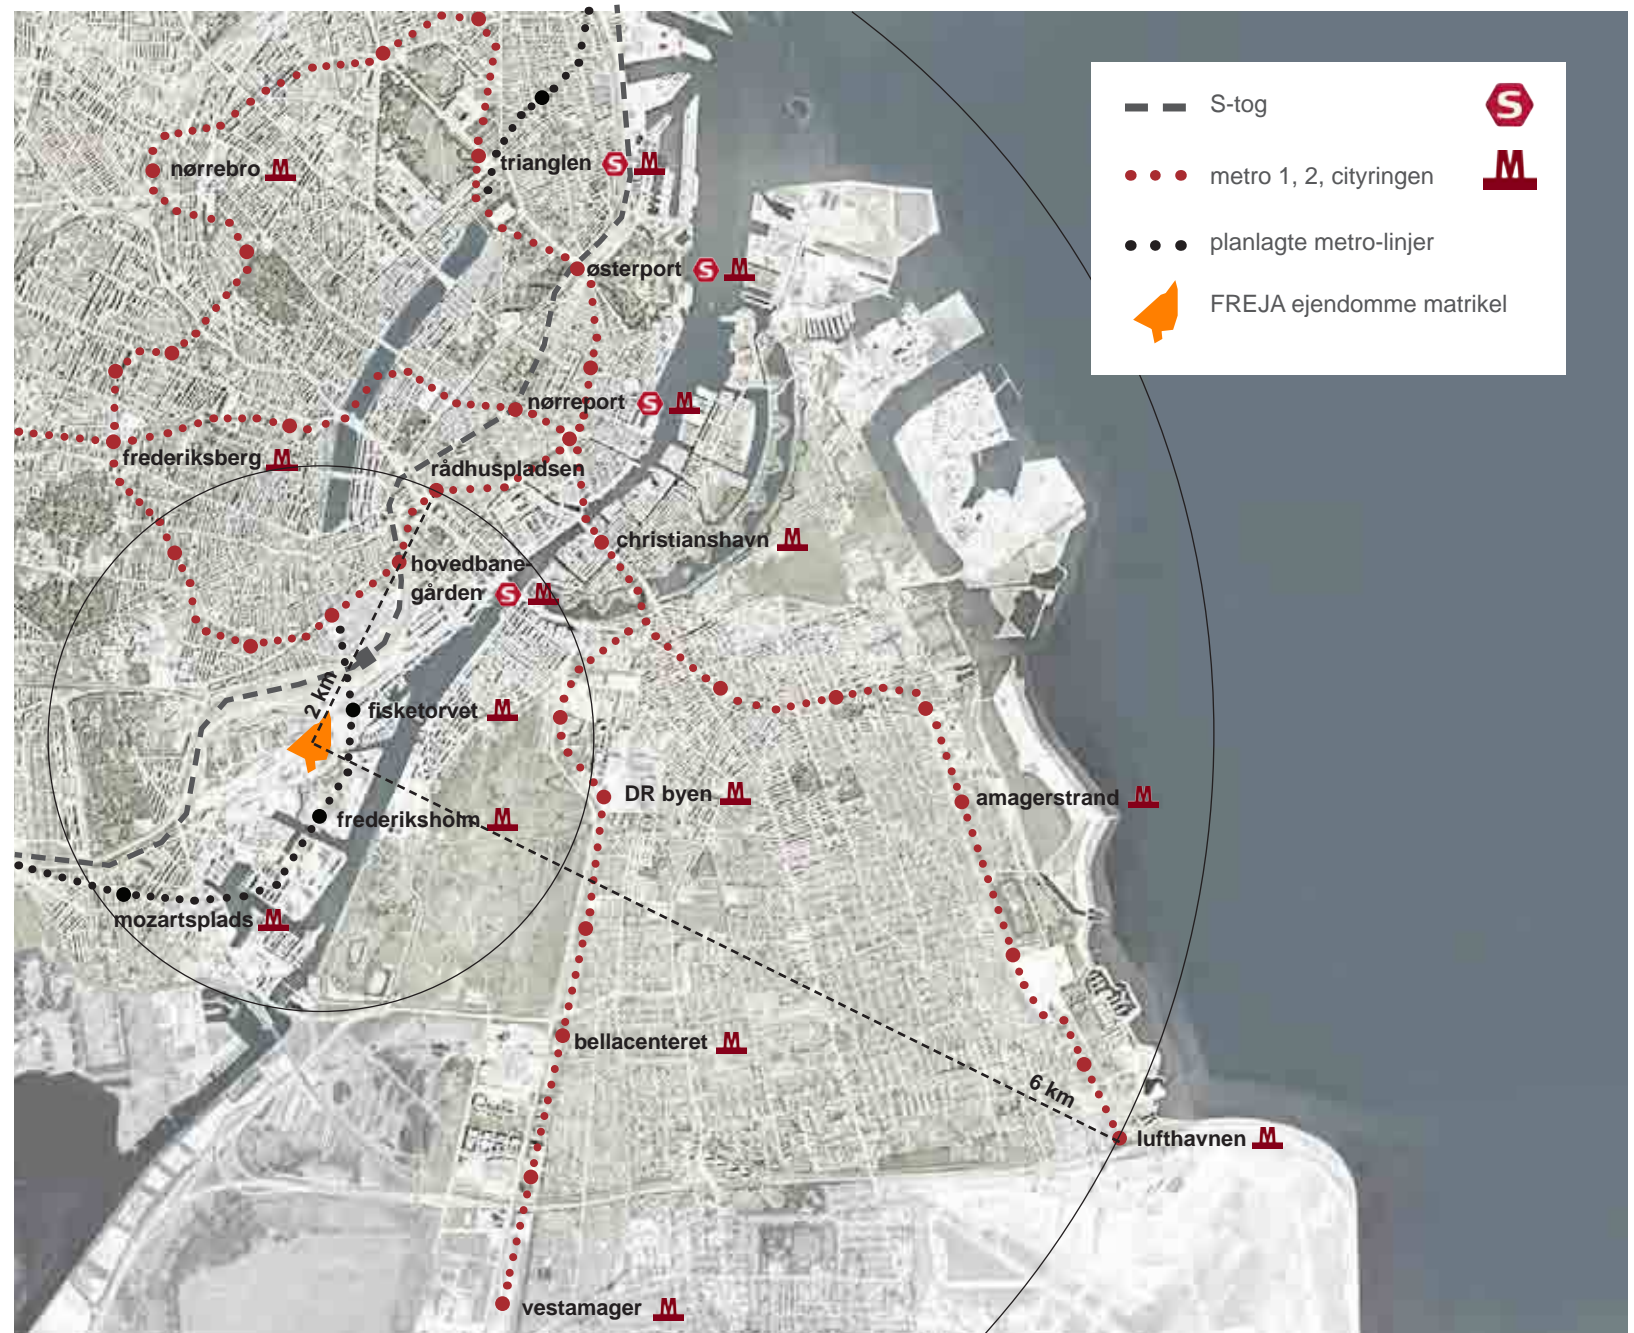 S-tog
S
metro 1, 2, cityringen
M
planlagte metro-linjer
FREJA ejendomme matrikel
trianglen S M
nørrebro M
østerport S M
nørreport S M
frederiksberg M
rådhuspladsen
christianshavn M
hovedbane-
gården S M
2 km
fisketorvet M
DR byen M
amagerstrand M
frederiksholm M
mozartsplads M
bellacenteret M
6 km
lufthavnen M
vestamager M